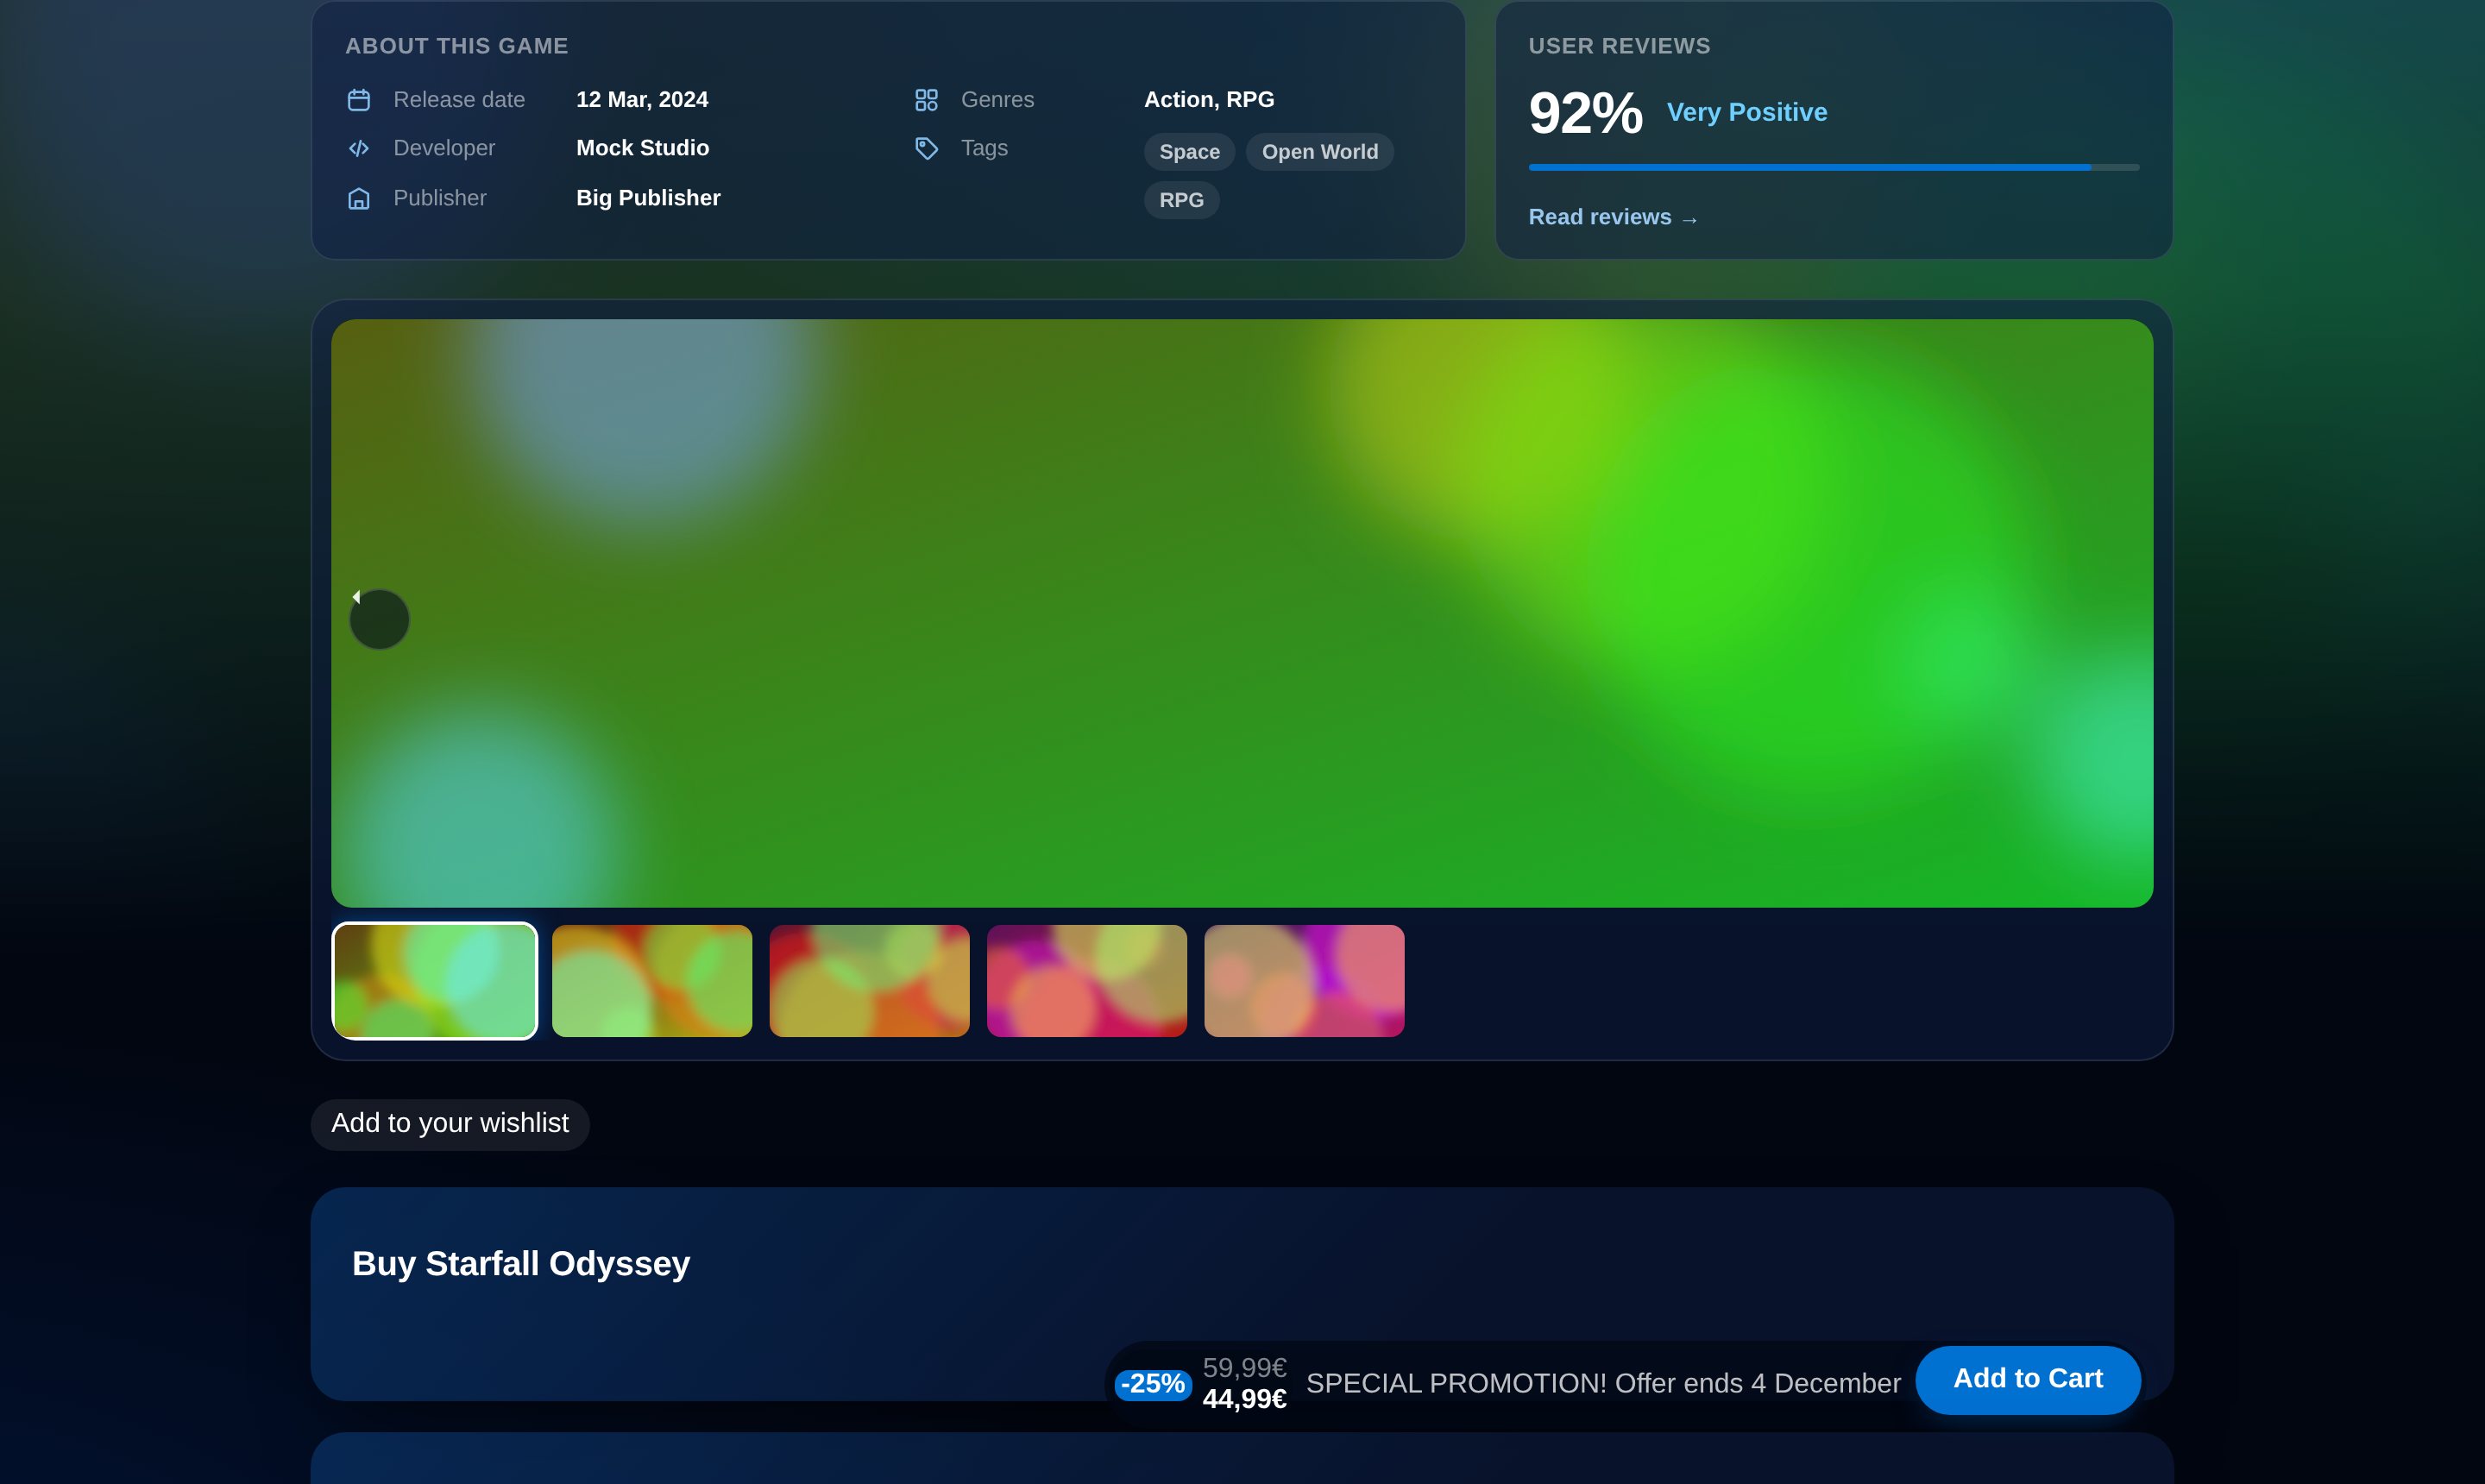 ABOUT THIS GAME
Release date 12 Mar, 2024
Developer Mock Studio
Publisher Big Publisher
Genres Action, RPG
Tags Space Open World
RPG
USER REVIEWS
92% Very Positive
Read reviews →
Add to your wishlist
Buy Starfall Odyssey
-25% 59,99€
44,99€
SPECIAL PROMOTION! Offer ends 4 December
Add to Cart